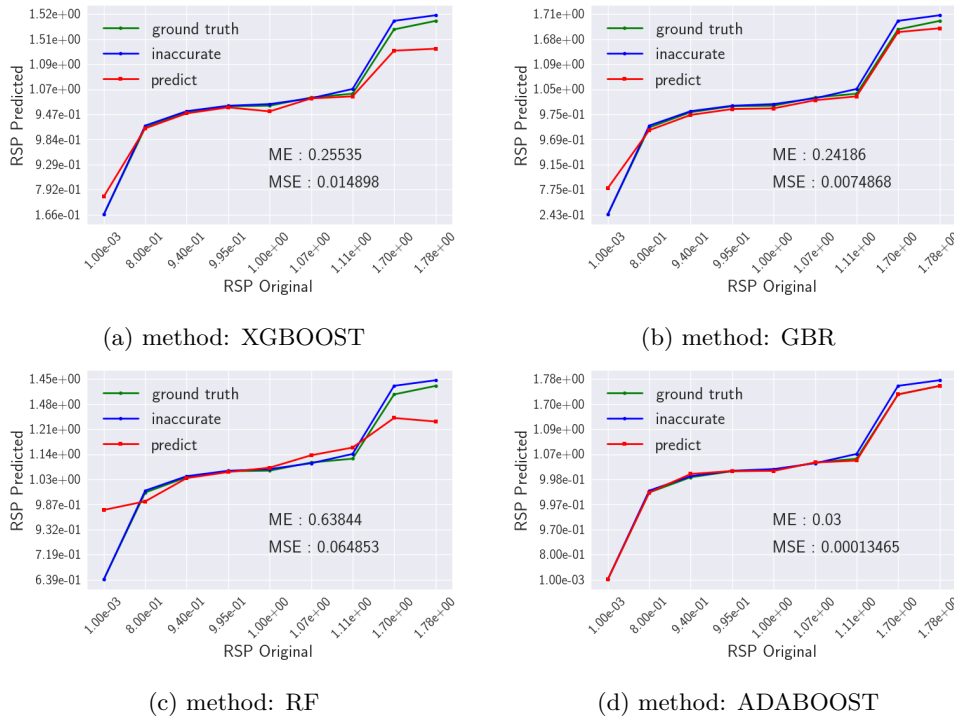 1.52e+00
1.51e+00
1.09e+00
1.07e+00
9.47e-01
9.84e-01
9.29e-01
7.92e-01
1.66e-01
RSP Predicted
ground truth
inaccurate
predict
ME : 0.25535
MSE : 0.014898
1.00e-03
8.00e-01
9.40e-01
9.95e-01
1.00e+00
1.07e+00
1.11e+00
1.70e+00
1.78e+00
RSP Original
(a) method: XGBOOST
1.71e+00
1.68e+00
1.09e+00
1.05e+00
9.75e-01
9.69e-01
9.15e-01
7.75e-01
2.43e-01
RSP Predicted
ground truth
inaccurate
predict
ME : 0.24186
MSE : 0.0074868
1.00e-03
8.00e-01
9.40e-01
9.95e-01
1.00e+00
1.07e+00
1.11e+00
1.70e+00
1.78e+00
RSP Original
(b) method: GBR
1.45e+00
1.48e+00
1.21e+00
1.14e+00
1.03e+00
9.87e-01
9.32e-01
7.19e-01
6.39e-01
RSP Predicted
ground truth
inaccurate
predict
ME : 0.63844
MSE : 0.064853
1.00e-03
8.00e-01
9.40e-01
9.95e-01
1.00e+00
1.07e+00
1.11e+00
1.70e+00
1.78e+00
RSP Original
(c) method: RF
1.78e+00
1.70e+00
1.09e+00
1.07e+00
9.98e-01
9.97e-01
9.70e-01
8.00e-01
1.00e-03
RSP Predicted
ground truth
inaccurate
predict
ME : 0.03
MSE : 0.00013465
1.00e-03
8.00e-01
9.40e-01
9.95e-01
1.00e+00
1.07e+00
1.11e+00
1.70e+00
1.78e+00
RSP Original
(d) method: ADABOOST